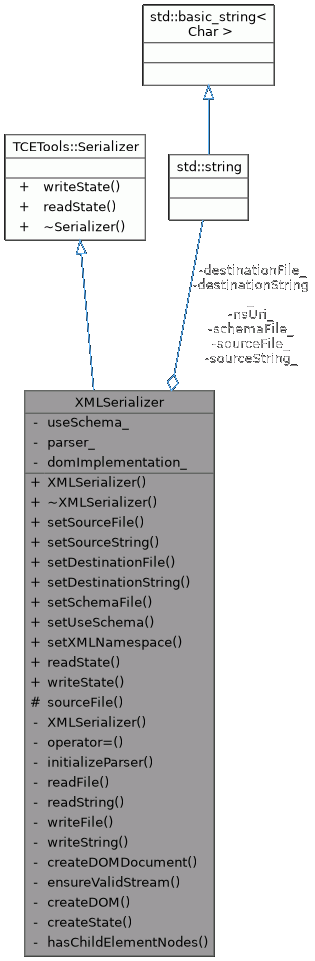 std::basic_string<
Char >
TCETools::Serializer
+ writeState()
+ readState()
+ ~Serializer()
std::string
-destinationFile_
-destinationString
_
-nsUri_
-schemaFile_
-sourceFile_
-sourceString_
XMLSerializer
- useSchema_
- parser_
- domImplementation_
+ XMLSerializer()
+ ~XMLSerializer()
+ setSourceFile()
+ setSourceString()
+ setDestinationFile()
+ setDestinationString()
+ setSchemaFile()
+ setUseSchema()
+ setXMLNamespace()
+ readState()
+ writeState()
# sourceFile()
- XMLSerializer()
- operator=()
- initializeParser()
- readFile()
- readString()
- writeFile()
- writeString()
- createDOMDocument()
- ensureValidStream()
- createDOM()
- createState()
- hasChildElementNodes()